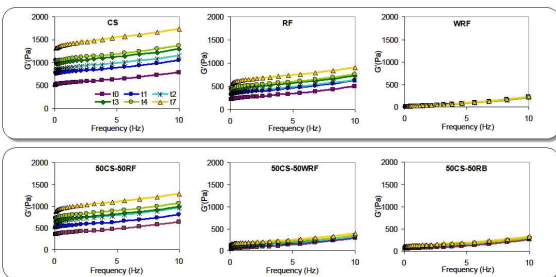 CS
G'(Pa)
2000
1500
1000
500
0
0
5
10
Frequency (Hz)
t0
t1
t2
t3
t4
t7
RF
G'(Pa)
2000
1500
1000
500
0
0
5
10
Frequency (Hz)
WRF
G'(Pa)
2000
1500
1000
500
0
0
5
10
Frequency (Hz)
50CS-50RF
G'(Pa)
2000
1500
1000
500
0
0
5
10
Frequency (Hz)
50CS-50WRF
G'(Pa)
2000
1500
1000
500
0
0
5
10
Frequency (Hz)
50CS-50RB
G'(Pa)
2000
1500
1000
500
0
0
5
10
Frequency (Hz)